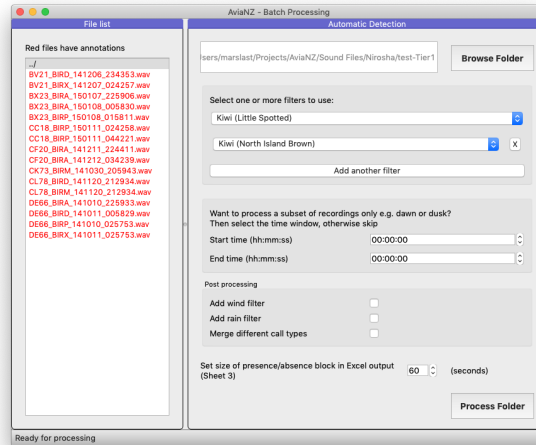 AviaNZ - Batch Processing
File list
Red files have annotations
../
BV21_BIRD_141206_234353.wav
BV21_BIRX_141207_024257.wav
BX23_BIRA_150107_225906.wav
BX23_BIRA_150108_005830.wav
BX23_BIRP_150108_015811.wav
CC18_BIRP_150111_024258.wav
CC18_BIRP_150111_044221.wav
CF20_BIRA_141211_224411.wav
CF20_BIRA_141212_034239.wav
CK73_BIRM_141030_205943.wav
CL78_BIRD_141120_212934.wav
CL78_BIRM_141120_212934.wav
DE66_BIRA_141010_225933.wav
DE66_BIRD_141011_005829.wav
DE66_BIRP_141010_025753.wav
DE66_BIRX_141011_025753.wav
Automatic Detection
Users/marslast/Projects/AviaNZ/Sound Files/Nirosha/test-Tier1
Browse Folder
Select one or more filters to use:
Kiwi (Little Spotted)
Kiwi (North Island Brown)
X
Add another filter
Want to process a subset of recordings only e.g. dawn or dusk?
Then select the time window, otherwise skip
Start time (hh:mm:ss)
00:00:00
End time (hh:mm:ss)
00:00:00
Post processing
Add wind filter
Add rain filter
Merge different call types
Set size of presence/absence block in Excel output
(Sheet 3)
60
(seconds)
Process Folder
Ready for processing